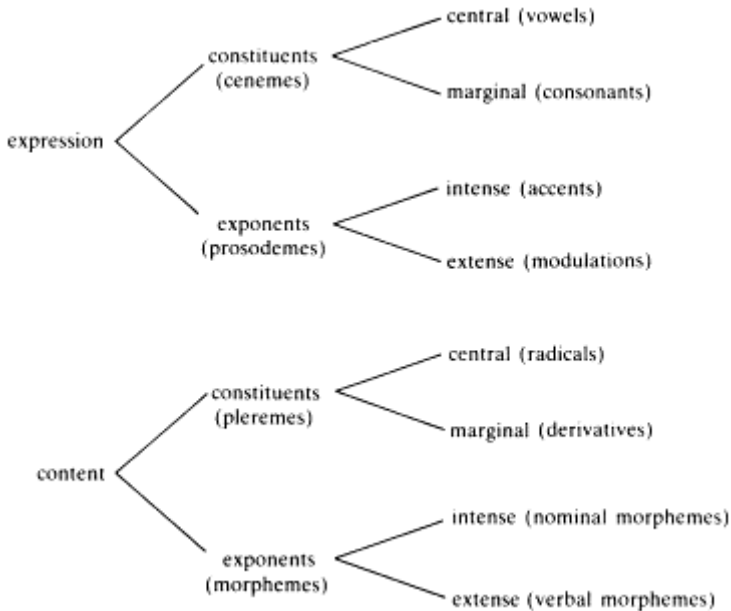 central (vowels)
constituents
(cenemes)
marginal (consonants)
expression
intense (accents)
exponents
(prosodemes)
extense (modulations)
central (radicals)
constituents
(pleremes)
marginal (derivatives)
content
intense (nominal morphemes)
exponents
(morphemes)
extense (verbal morphemes)